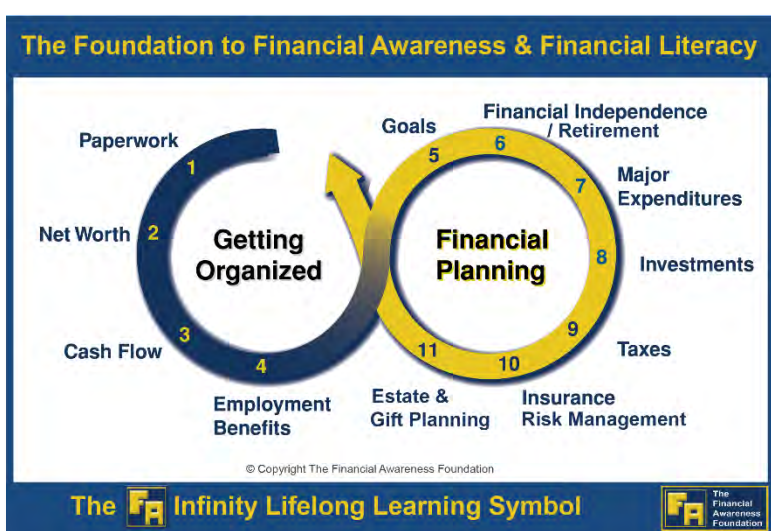 The Foundation to Financial Awareness & Financial Literacy
Paperwork
1
Net Worth
2
Cash Flow
3
4
Employment
Benefits
Getting
Organized
Goals
5
Financial Independence
/ Retirement
6
7
Major
Expenditures
8
Investments
9
Taxes
10
Insurance
Risk Management
11
Estate &
Gift Planning
Financial
Planning
© Copyright The Financial Awareness Foundation
The FA Infinity Lifelong Learning Symbol
FA
The
Financial
Awareness
Foundation